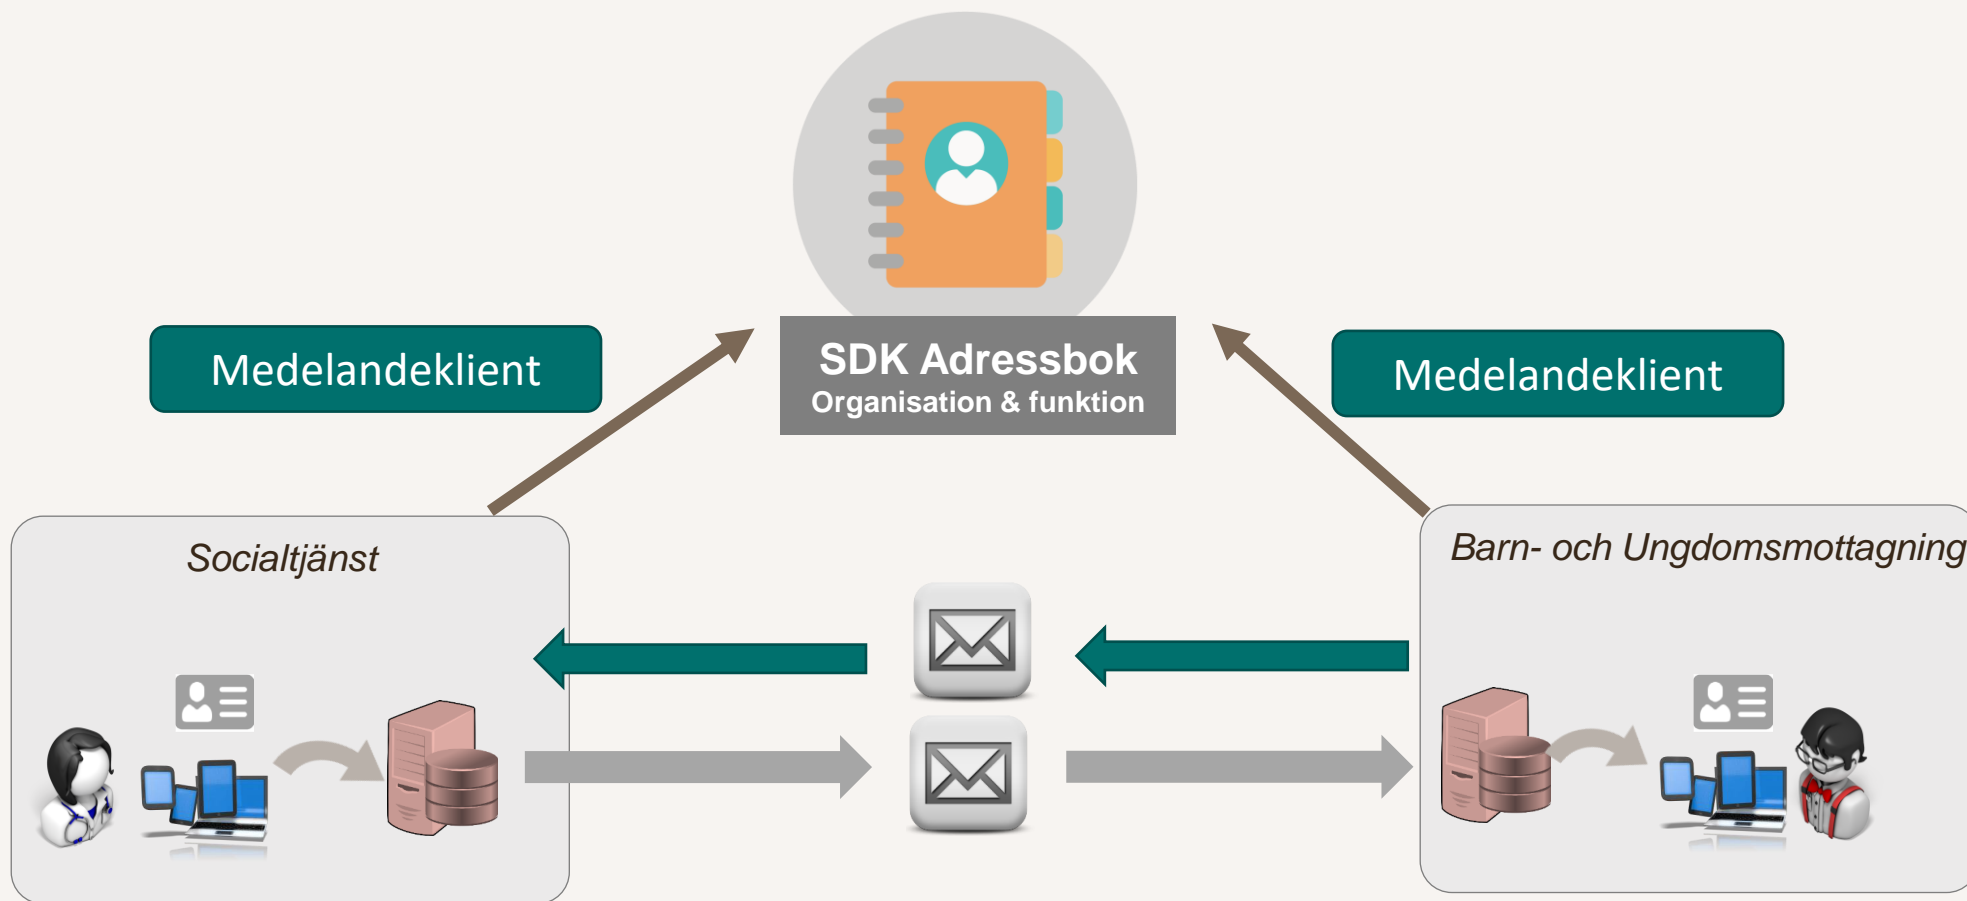 SDK Adressbok
Organisation & funktion
Medelandeklient
Medelandeklient
Socialtjänst
Barn- och Ungdomsmottagning